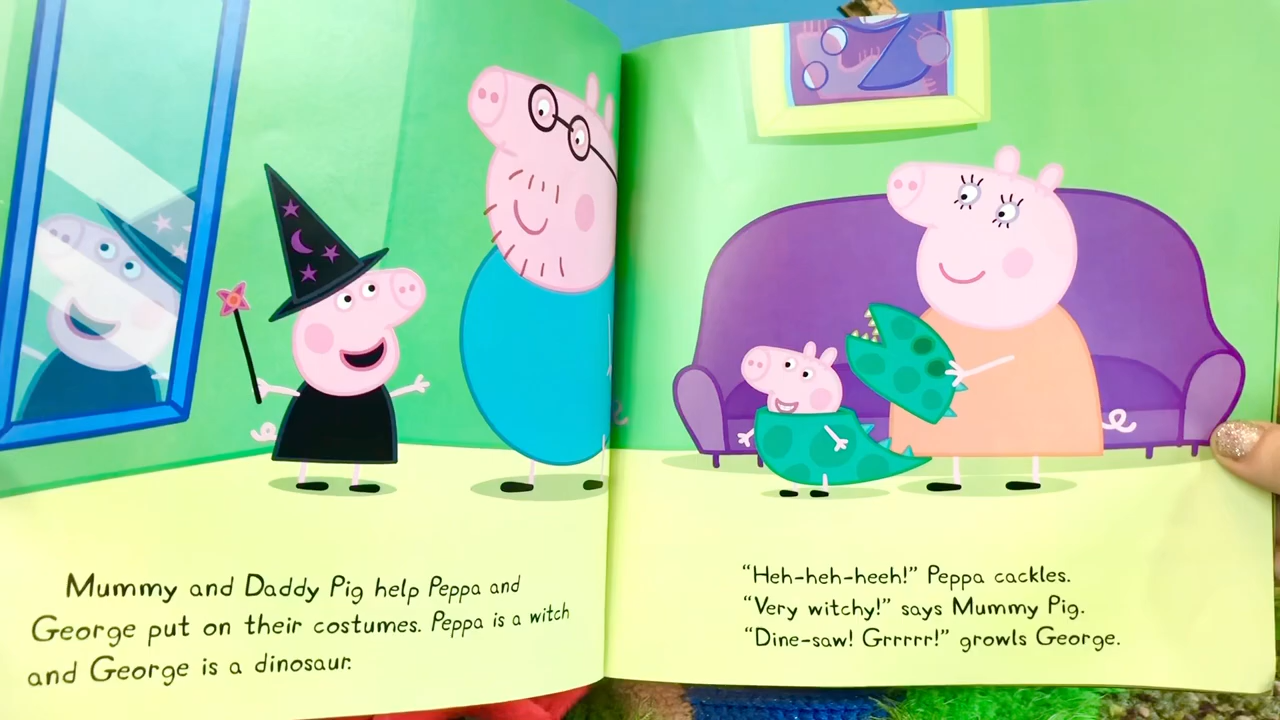 Mummy and Daddy Pig help Peppa and
George put on their costumes. Peppa is a witch
and George is a dinosaur.
“Heh-heh-heeh!” Peppa cackles.
“Very witchy!” says Mummy Pig.
“Dine-saw! Grrrrr!” growls George.